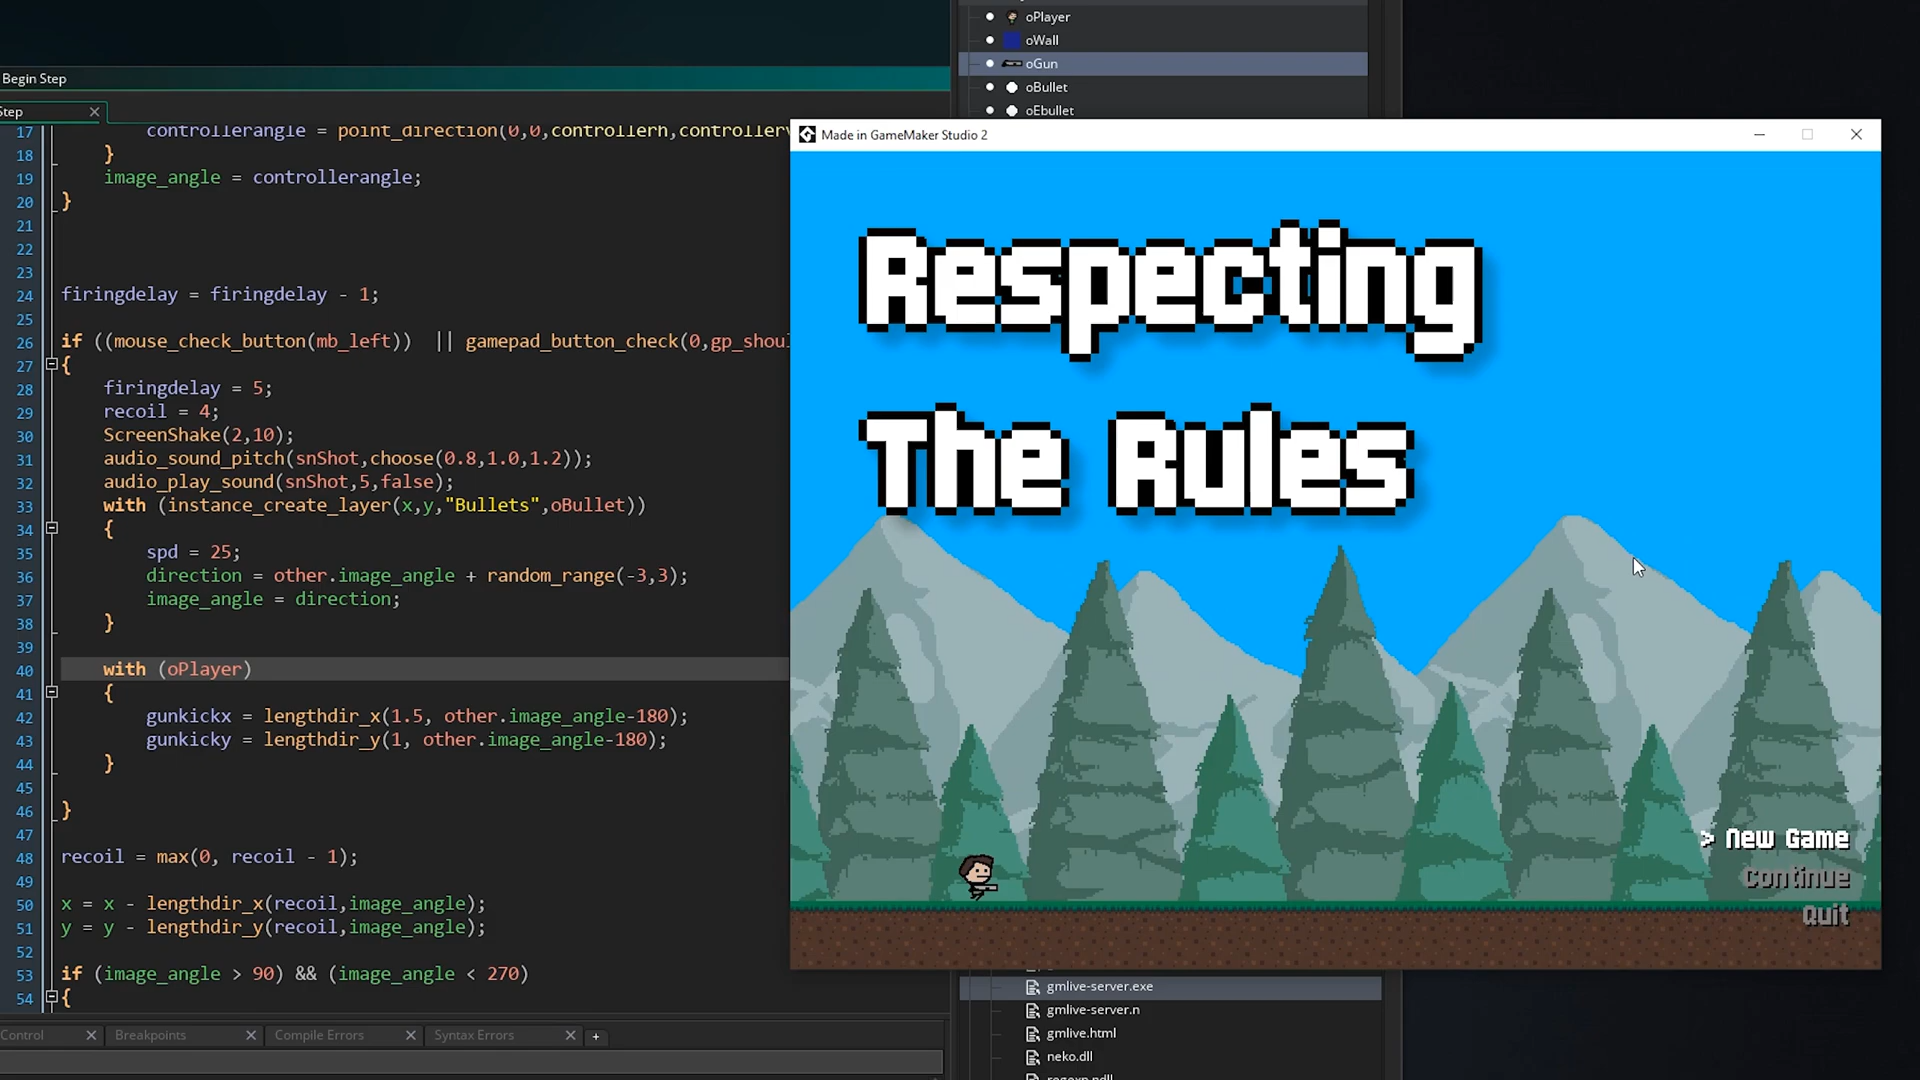 Begin Step
Step
17 controllerangle = point_direction(0,0,controllerh,controllerv
18 }
19 image_angle = controllerangle;
20 }
21
22
23
24 firingdelay = firingdelay - 1;
25
26 if ((mouse_check_button(mb_left)) || gamepad_button_check(0,gp_shoul
27 {
28 firingdelay = 5;
29 recoil = 4;
30 ScreenShake(2,10);
31 audio_sound_pitch(snShot,choose(0.8,1.0,1.2));
32 audio_play_sound(snShot,5,false);
33 with (instance_create_layer(x,y,"Bullets",oBullet))
34 {
35 spd = 25;
36 direction = other.image_angle + random_range(-3,3);
37 image_angle = direction;
38 }
39
40 with (oPlayer)
41 {
42 gunkickx = lengthdir_x(1.5, other.image_angle-180);
43 gunkicky = lengthdir_y(1, other.image_angle-180);
44 }
45
46 }
47
48 recoil = max(0, recoil - 1);
49
50 x = x - lengthdir_x(recoil,image_angle);
51 y = y - lengthdir_y(recoil,image_angle);
52
53 if (image_angle > 90) && (image_angle < 270)
54 {
Control
Breakpoints
Compile Errors
Syntax Errors
+
oPlayer
oWall
oGun
oBullet
oEbullet
Made in GameMaker Studio 2
Respecting
The Rules
> New Game
Continue
Quit
gmlive-server.exe
gmlive-server.n
gmlive.html
neko.dll